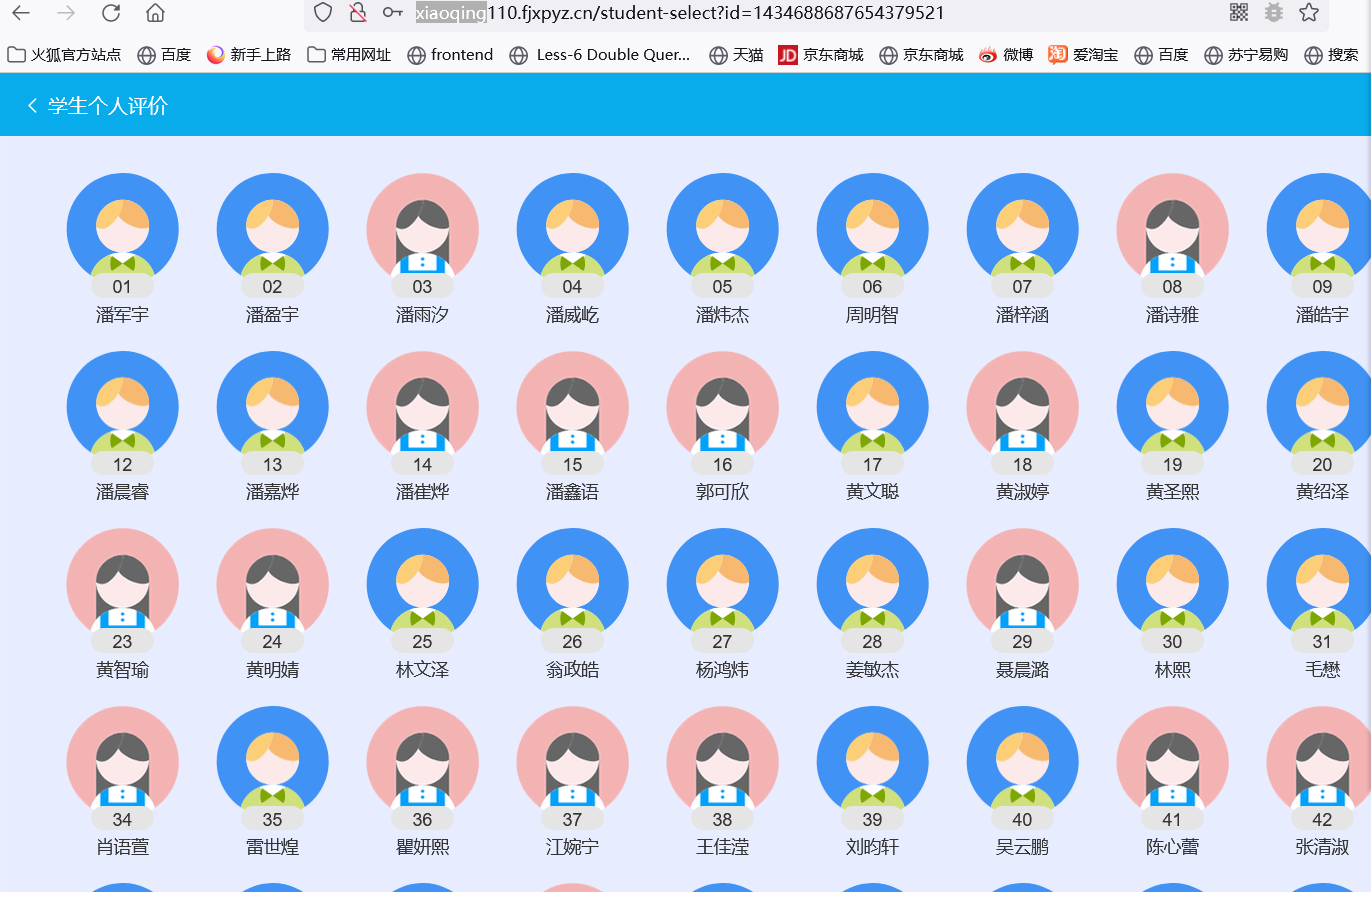 xiaoqing110.fjxpyz.cn/student-select?id=1434688687654379521
火狐官方站点 百度 新手上路 常用网址 frontend Less-6 Double Quer... 天猫 JD 京东商城 京东商城 微博 淘 爱淘宝 百度 苏宁易购 搜索
学生个人评价
01 02 03 04 05 06 07 08 09
潘军宇 潘盈宇 潘雨汐 潘威屹 潘炜杰 周明智 潘梓涵 潘诗雅 潘皓宇
12 13 14 15 16 17 18 19 20
潘晨睿 潘嘉烨 潘崔烨 潘鑫语 郭可欣 黄文聪 黄淑婷 黄圣熙 黄绍泽
23 24 25 26 27 28 29 30 31
黄智瑜 黄明婧 林文泽 翁政皓 杨鸿炜 姜敏杰 聂晨潞 林熙 毛懋
34 35 36 37 38 39 40 41 42
肖语萱 雷世煌 瞿妍熙 江婉宁 王佳滢 刘昀轩 吴云鹏 陈心蕾 张清淑